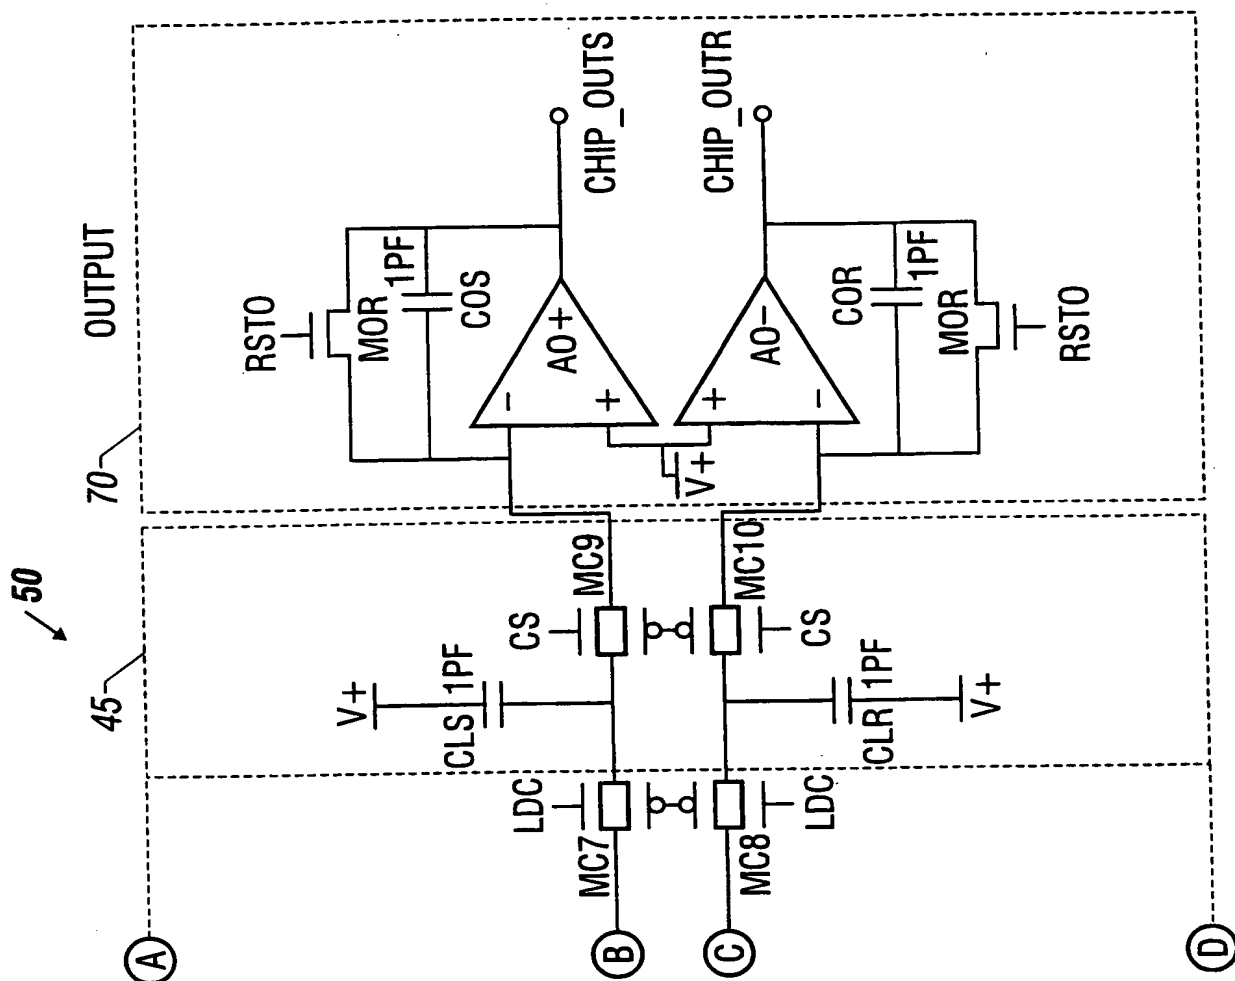 50
OUTPUT
70
45
RSTO
MOR
1PF
COS
AO+
−
+
CHIP_OUTS
CHIP_OUTR
V+
+
−
AO−
COR
1PF
MOR
RSTO
V+
CLS
1PF
CS
MC9
MC10
CS
CLR
1PF
V+
LDC
MC7
MC8
LDC
A
B
C
D